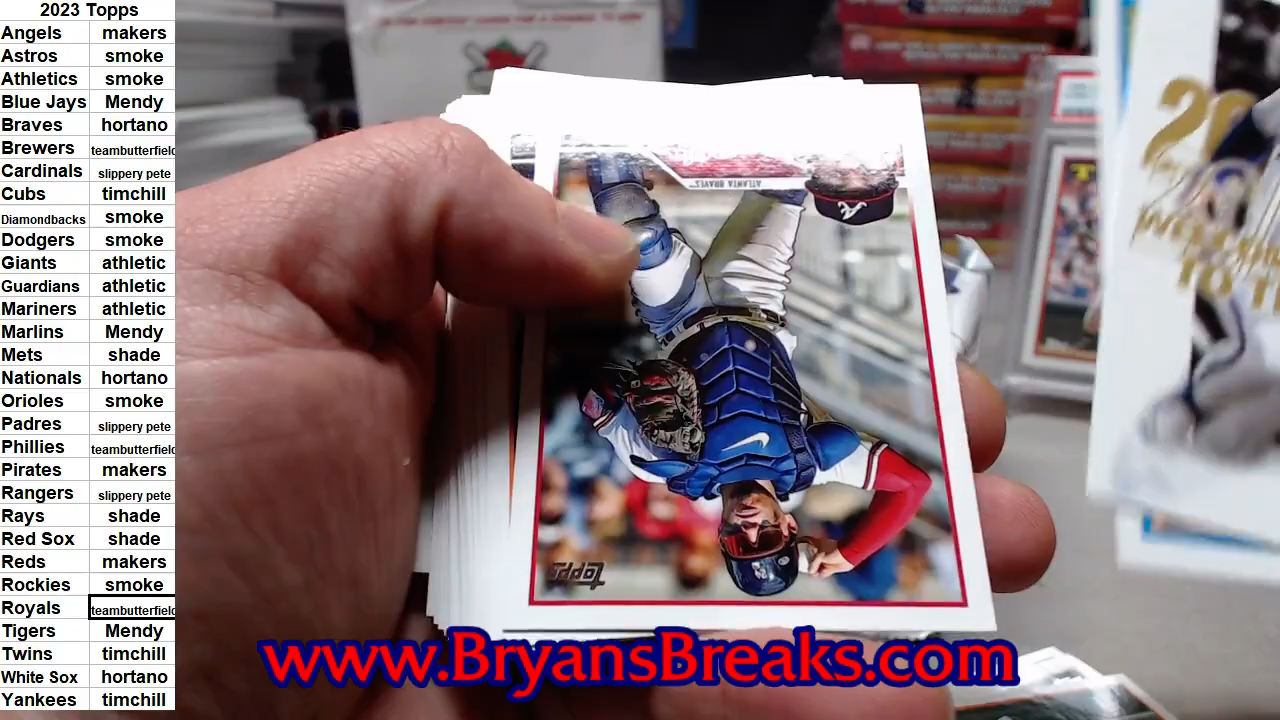 2023 Topps
Angels makers
Astros smoke
Athletics smoke
Blue Jays Mendy
Braves hortano
Brewers teambutterfield
Cardinals slippery pete
Cubs timchill
Diamondbacks smoke
Dodgers smoke
Giants athletic
Guardians athletic
Mariners athletic
Marlins Mendy
Mets shade
Nationals hortano
Orioles smoke
Padres slippery pete
Phillies teambutterfield
Pirates makers
Rangers slippery pete
Rays shade
Red Sox shade
Reds makers
Rockies smoke
Royals teambutterfield
Tigers Mendy
Twins timchill
White Sox hortano
Yankees timchill
ATLANTA BRAVES
A
TOPPS
20
TO T
www.BryansBreaks.com